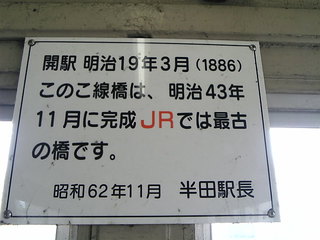 開駅 明治19年3月(1886)
このこ線橋は、明治43年
11月に完成JRでは最古
の橋です。
昭和62年11月 半田駅長